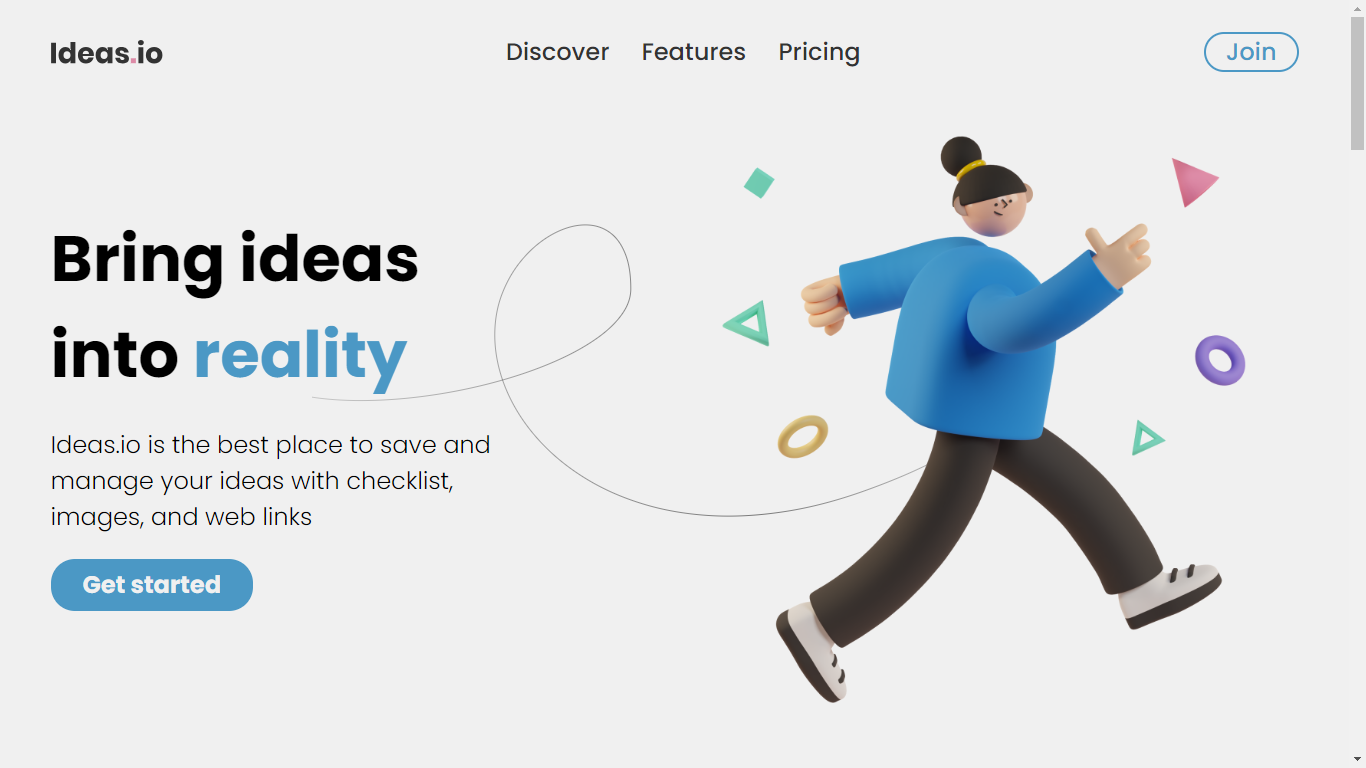 Ideas.io
Discover
Features
Pricing
Join
Bring ideas
into reality
Ideas.io is the best place to save and
manage your ideas with checklist,
images, and web links
Get started